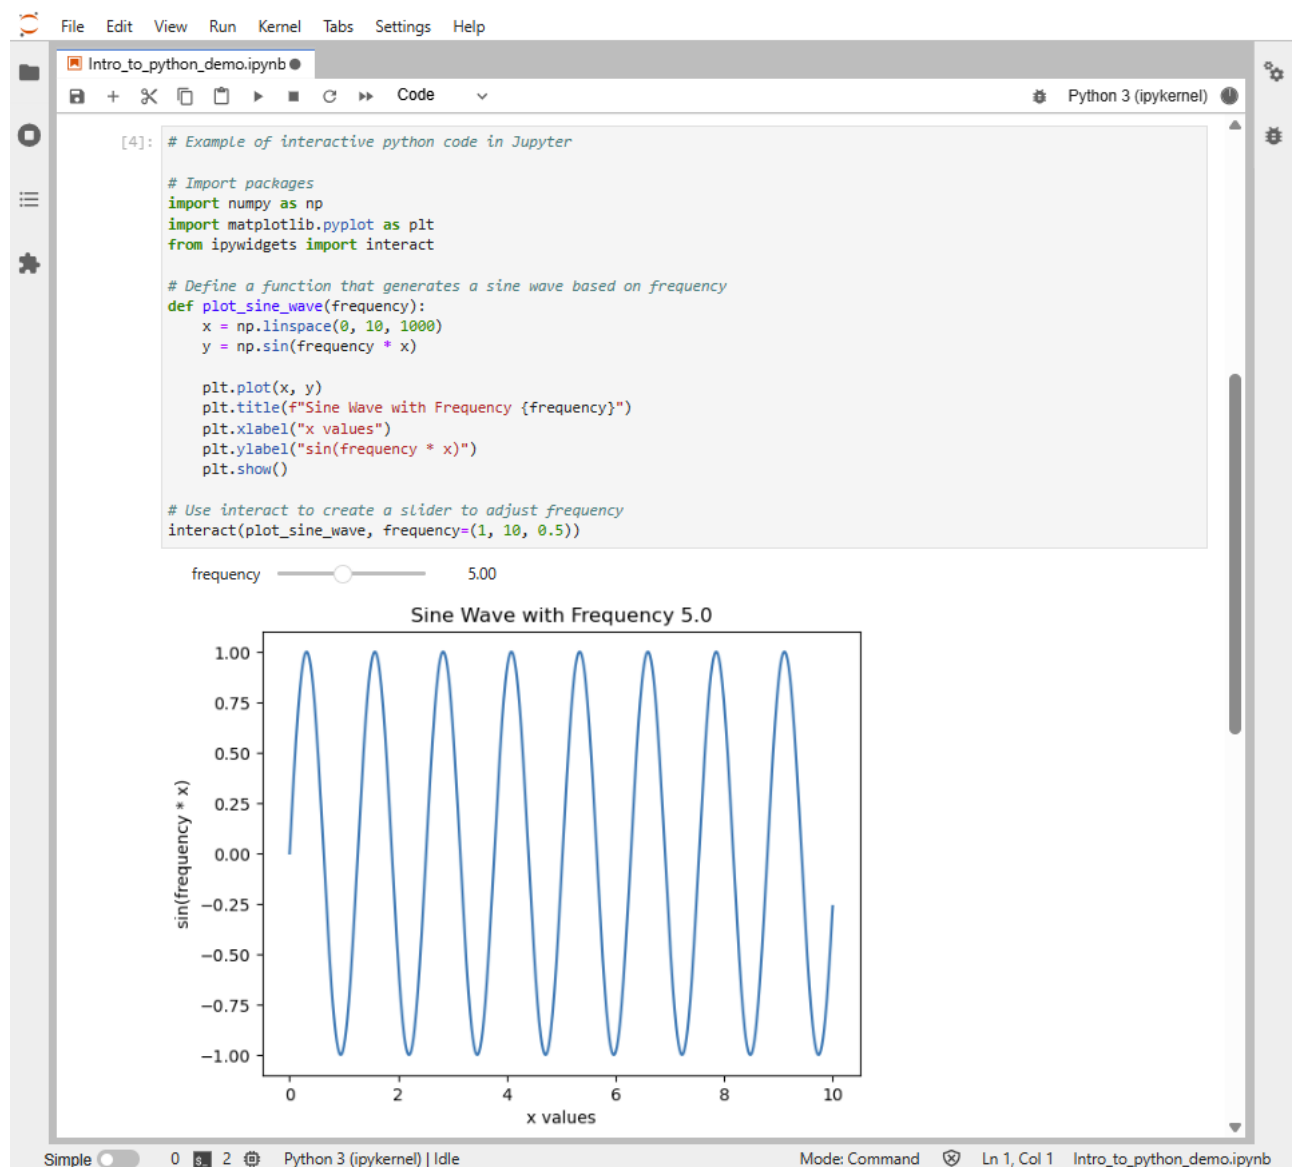 File Edit View Run Kernel Tabs Settings Help
Intro_to_python_demo.ipynb
Code
Python 3 (ipykernel)
[4]:
# Example of interactive python code in Jupyter

# Import packages
import numpy as np
import matplotlib.pyplot as plt
from ipywidgets import interact

# Define a function that generates a sine wave based on frequency
def plot_sine_wave(frequency):
    x = np.linspace(0, 10, 1000)
    y = np.sin(frequency * x)

    plt.plot(x, y)
    plt.title(f"Sine Wave with Frequency {frequency}")
    plt.xlabel("x values")
    plt.ylabel("sin(frequency * x)")
    plt.show()

# Use interact to create a slider to adjust frequency
interact(plot_sine_wave, frequency=(1, 10, 0.5))
frequency 5.00
Sine Wave with Frequency 5.0
sin(frequency * x)
1.00
0.75
0.50
0.25
0.00
−0.25
−0.50
−0.75
−1.00
0 2 4 6 8 10
x values
Simple 0 s_ 2 Python 3 (ipykernel) | Idle Mode: Command Ln 1, Col 1 Intro_to_python_demo.ipynb